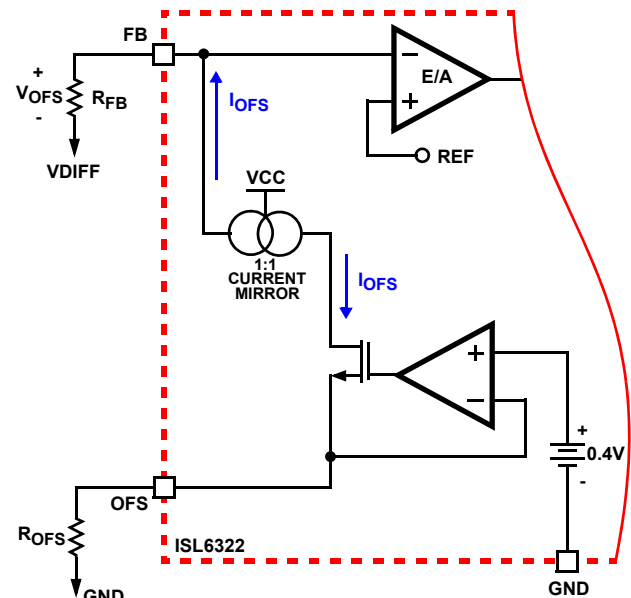 FB
E/A
+
VOFS
-
RFB
IOFS
VDIFF
−
+
REF
VCC
1:1
CURRENT
MIRROR
IOFS
+
−
+
0.4V
-
OFS
ROFS
ISL6322
GND
GND